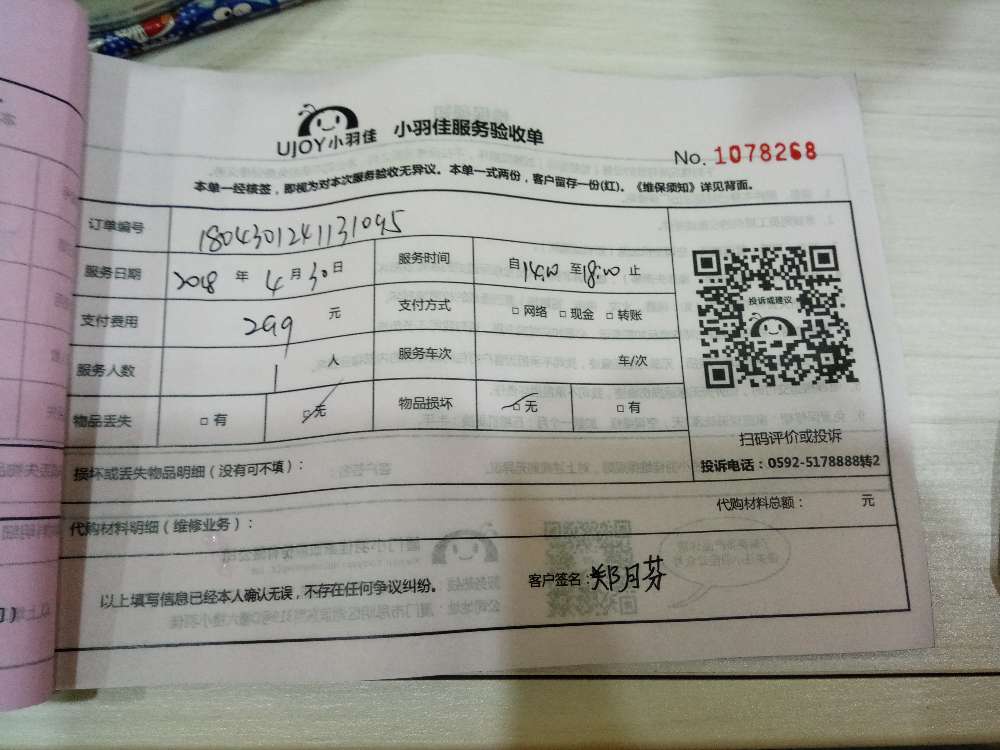 UJOY小羽佳 小羽佳服务验收单
No. 1078268
本单一经核签，即视为对本次服务验收无异议。本单一式两份，客户留存一份(红)。《维保须知》详见背面。
订单编号 1804301241131095
服务日期 2018 年 4 月 30 日 服务时间 自14:00 至18:00 止
支付费用 299 元 支付方式 □ 网络 □ 现金 □ 转账
服务人数 1 人 服务车次 车/次
物品丢失 □ 有 □ 无 物品损坏 □ 无 □ 有
投诉或建议
扫码评价或投诉
投诉电话：0592-5178888转2
损坏或丢失物品明细（没有可不填）：
代购材料明细（维修业务）： 代购材料总额： 元
以上填写信息已经本人确认无误，不存在任何争议纠纷。 客户签名：郑月芬